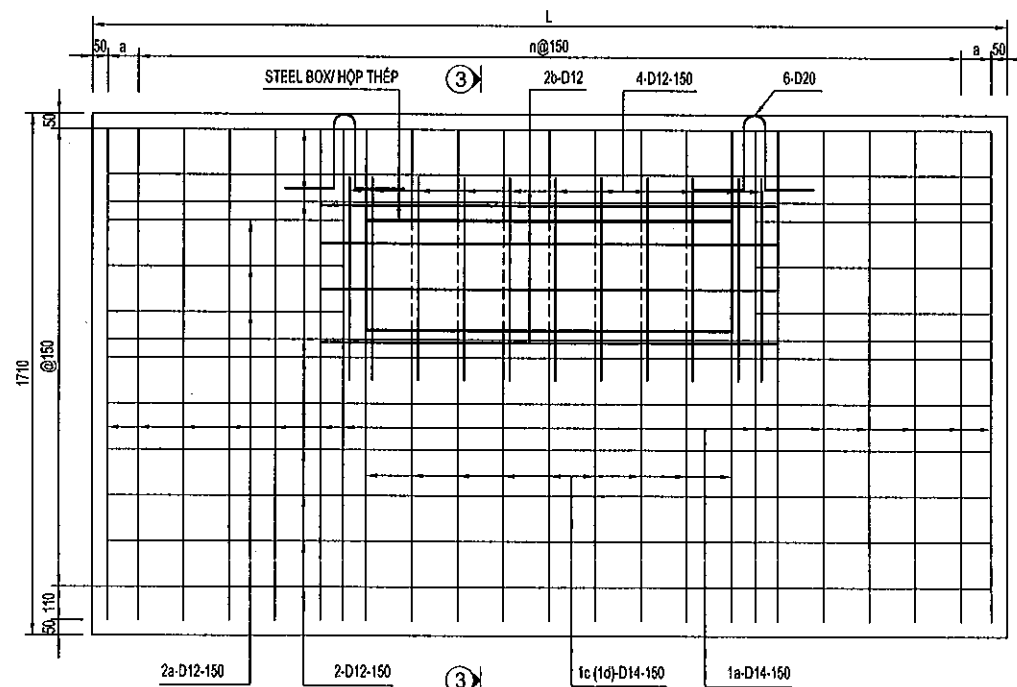 L
50 a n@150 a 50
STEEL BOX/ HỘP THÉP
3
2b-D12
4-D12-150
6-D20
50
@150
1710
110
50
2a-D12-150
2-D12-150
3
1c (1d)-D14-150
1a-D14-150